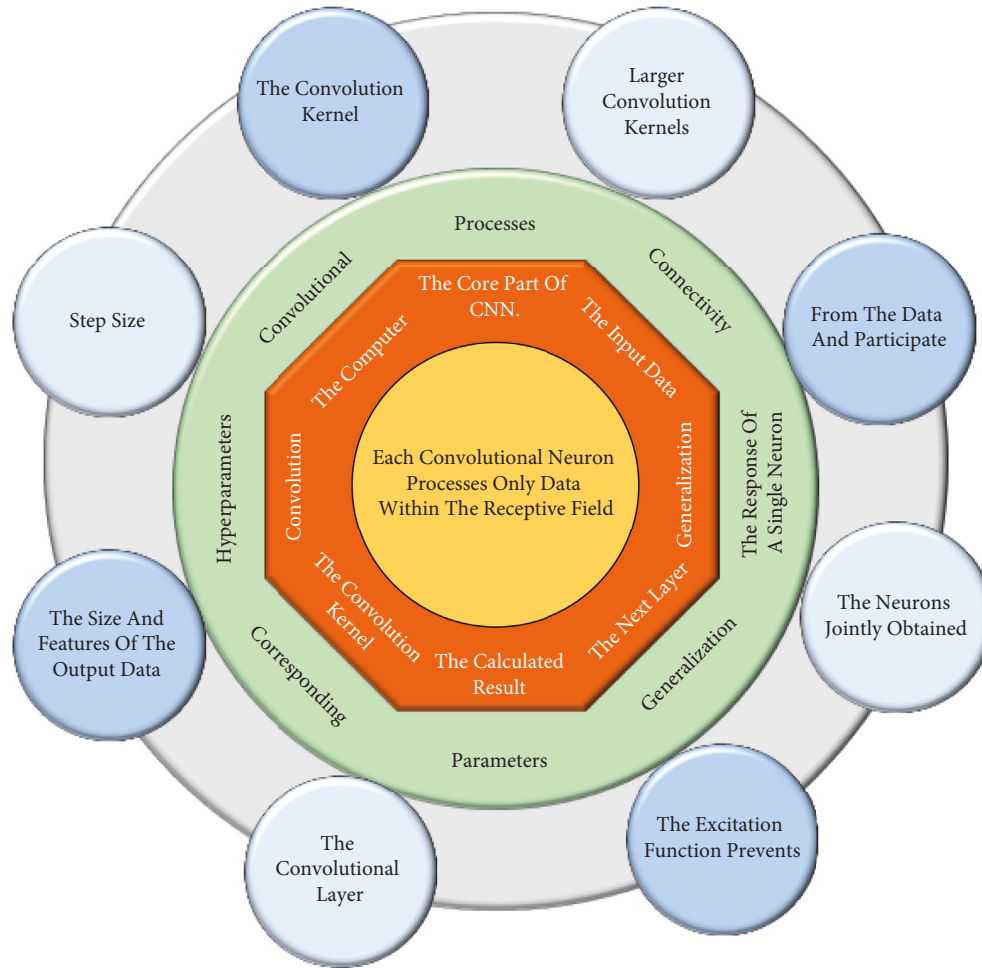 The Convolution
Kernel
Larger
Convolution
Kernels
Step Size
From The Data
And Participate
The Size And
Features Of The
Output Data
The Neurons
Jointly Obtained
The
Convolutional
Layer
The Excitation
Function Prevents
Processes
Convolutional
Connectivity
Hyperparameters
The Response Of
A Single Neuron
Corresponding
Generalization
Parameters
The Core Part Of
CNN.
The Computer
The Input Data
Convolution
Generalization
The Convolution
Kernel
The Next Layer
The Calculated
Result
Each Convolutional Neuron
Processes Only Data
Within The Receptive Field